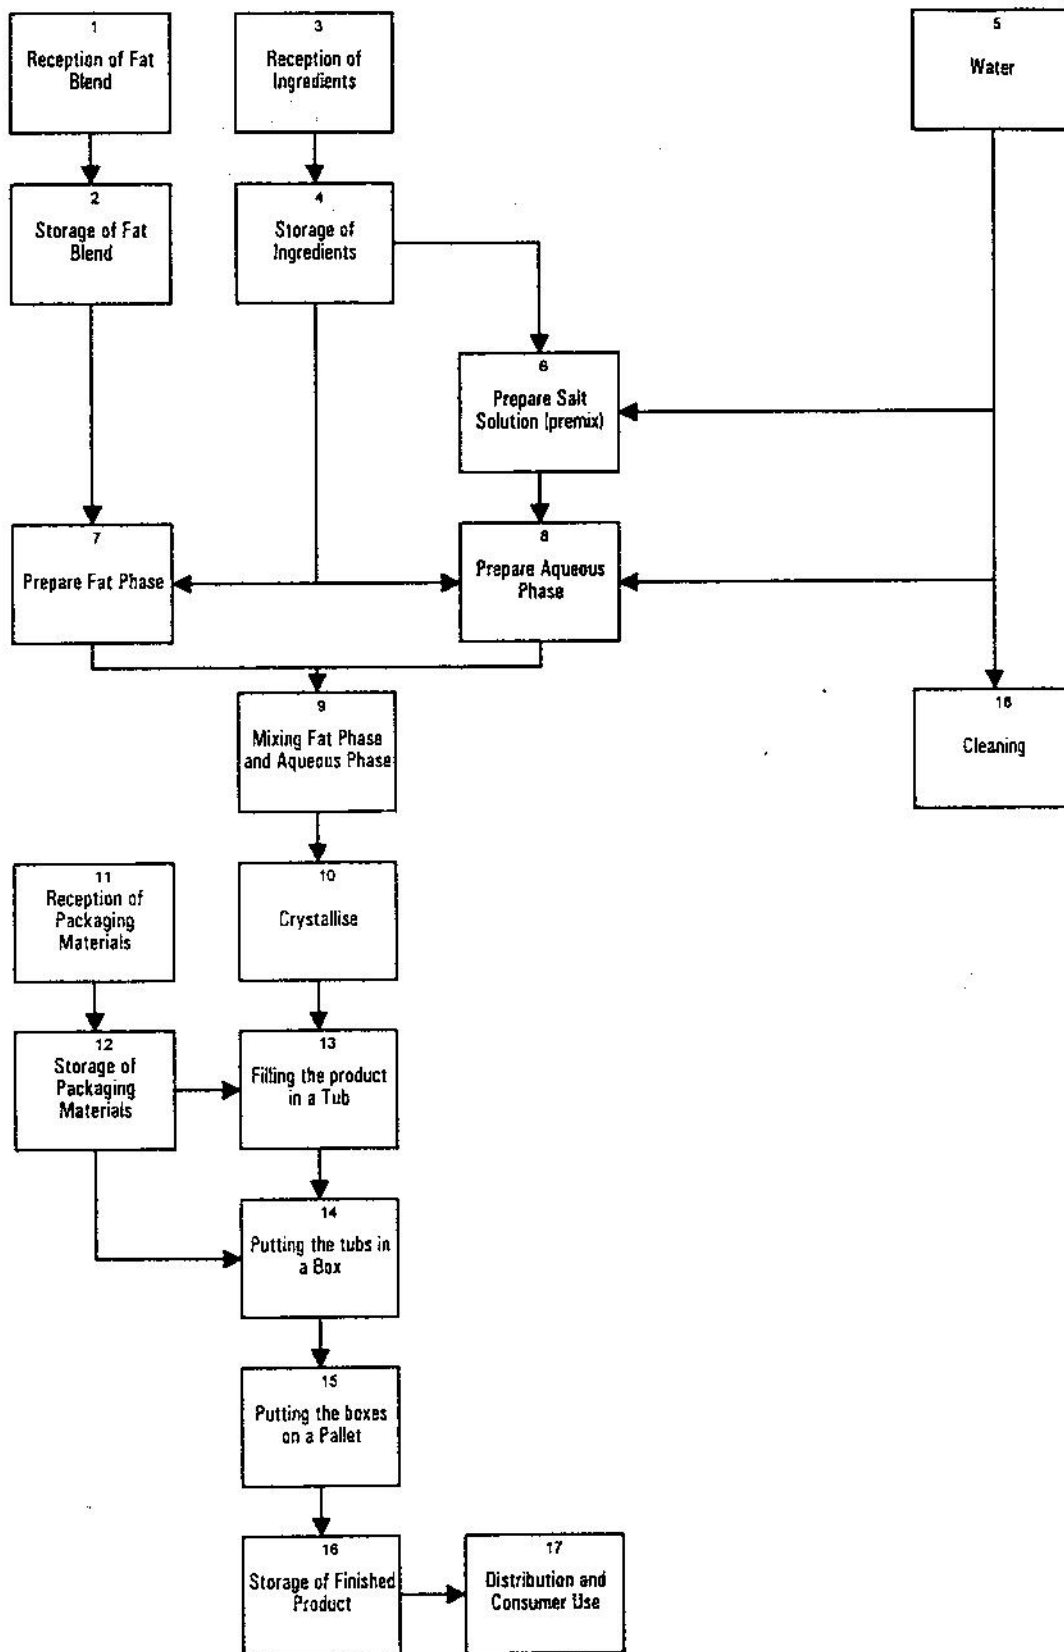 1
Reception of Fat
Blend
3
Reception of
Ingredients
5
Water
2
Storage of Fat
Blend
4
Storage of
Ingredients
6
Prepare Salt
Solution (premix)
7
Prepare Fat Phase
8
Prepare Aqueous
Phase
9
Mixing Fat Phase
and Aqueous Phase
18
Cleaning
11
Reception of
Packaging
Materials
10
Crystallise
12
Storage of
Packaging
Materials
13
Filling the product
in a Tub
14
Putting the tubs in
a Box
15
Putting the boxes
on a Pallet
16
Storage of Finished
Product
17
Distribution and
Consumer Use